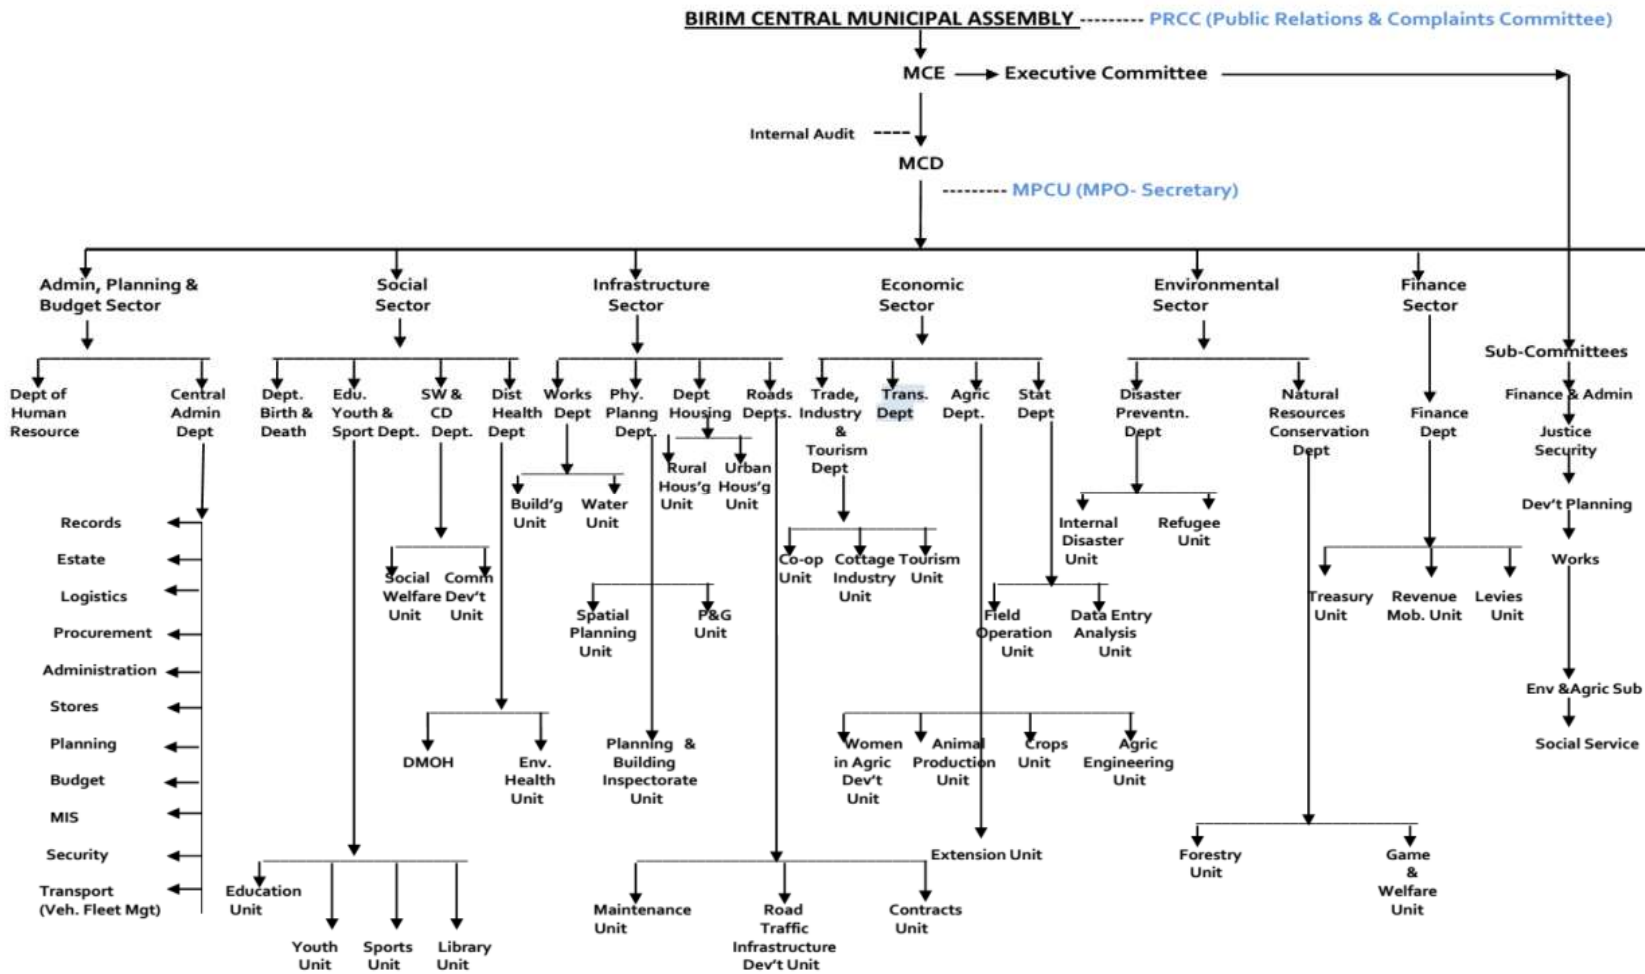 BIRIM CENTRAL MUNICIPAL ASSEMBLY ---------- PRCC (Public Relations & Complaints Committee)
MCE
Executive Committee
Internal Audit ----
MCD
--------- MPCU (MPO- Secretary)
Admin, Planning &
Budget Sector
Social
Sector
Infrastructure
Sector
Economic
Sector
Environmental
Sector
Finance
Sector
Sub-Committees
Dept of
Human
Resource
Central
Admin
Dept
Dept.
Birth &
Death
Edu.
Youth &
Sport Dept.
SW &
CD
Dept.
Dist
Health
Dept
Works
Dept
Phy.
Planng
Dept.
Dept
Housing
Roads
Depts.
Trade,
Industry
&
Tourism
Dept
Trans.
Dept
Agric
Dept.
Stat
Dept
Disaster
Preventn.
Dept
Natural
Resources
Conservation
Dept
Finance
Dept
Finance & Admin
Justice
Security
Dev't Planning
Works
Env &Agric Sub
Social Service
Records
Estate
Logistics
Procurement
Administration
Stores
Planning
Budget
MIS
Security
Transport
(Veh. Fleet Mgt)
Build'g
Unit
Water
Unit
Rural
Hous'g
Unit
Urban
Hous'g
Unit
Social
Welfare
Unit
Comm
Dev't
Unit
Spatial
Planning
Unit
P&G
Unit
Co-op
Unit
Cottage
Industry
Unit
Tourism
Unit
Field
Operation
Unit
Data Entry
Analysis
Unit
Internal
Disaster
Unit
Refugee
Unit
Treasury
Unit
Revenue
Mob. Unit
Levies
Unit
DMOH
Env.
Health
Unit
Planning &
Building
Inspectorate
Unit
Women
in Agric
Dev't
Unit
Animal
Production
Unit
Crops
Unit
Agric
Engineering
Unit
Extension Unit
Forestry
Unit
Game
&
Welfare
Unit
Education
Unit
Youth
Unit
Sports
Unit
Library
Unit
Maintenance
Unit
Road
Traffic
Infrastructure
Dev't Unit
Contracts
Unit